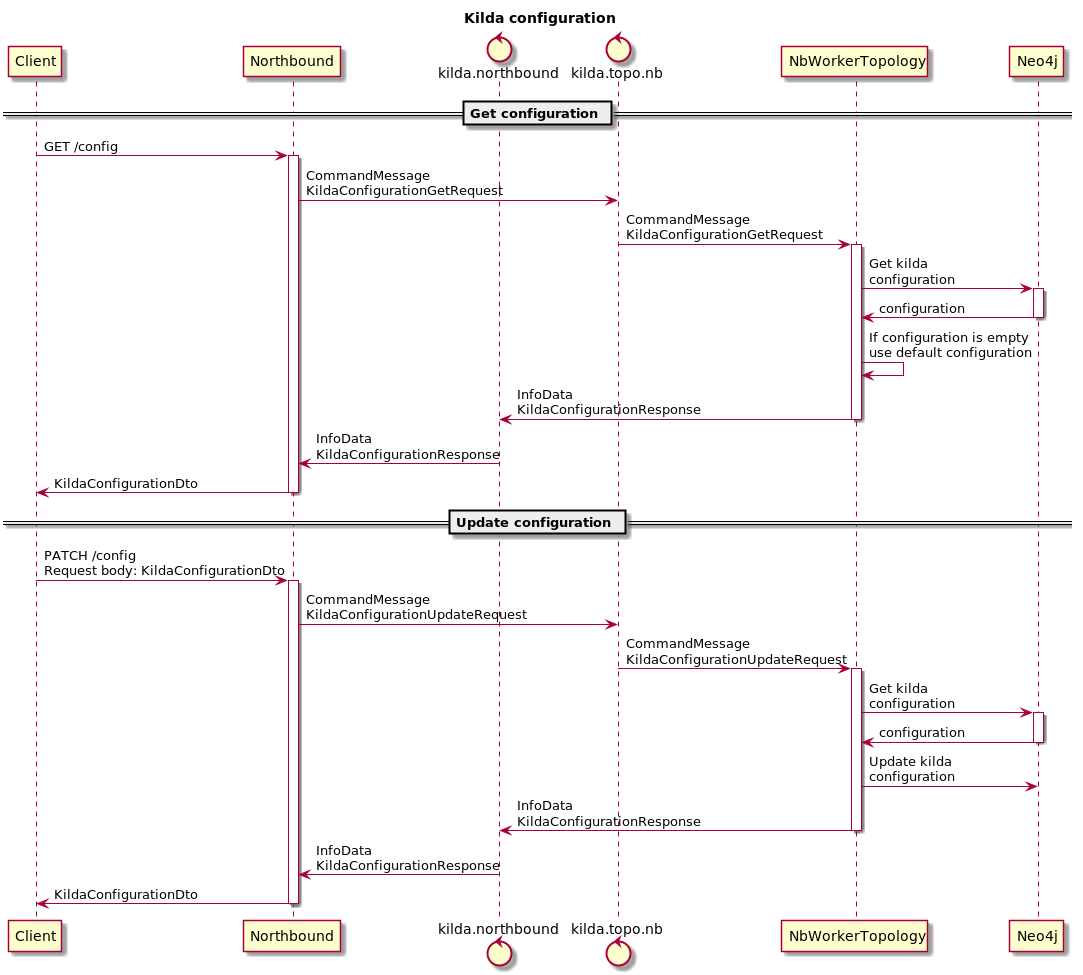 Kilda configuration
Client
Northbound
kilda.northbound
kilda.topo.nb
NbWorkerTopology
Neo4j
Get configuration
GET /config
CommandMessage
KildaConfigurationGetRequest
CommandMessage
KildaConfigurationGetRequest
Get kilda
configuration
configuration
If configuration is empty
use default configuration
InfoData
KildaConfigurationResponse
InfoData
KildaConfigurationResponse
KildaConfigurationDto
Update configuration
PATCH /config
Request body: KildaConfigurationDto
CommandMessage
KildaConfigurationUpdateRequest
CommandMessage
KildaConfigurationUpdateRequest
Get kilda
configuration
configuration
Update kilda
configuration
InfoData
KildaConfigurationResponse
InfoData
KildaConfigurationResponse
KildaConfigurationDto
Client
Northbound
kilda.northbound
kilda.topo.nb
NbWorkerTopology
Neo4j